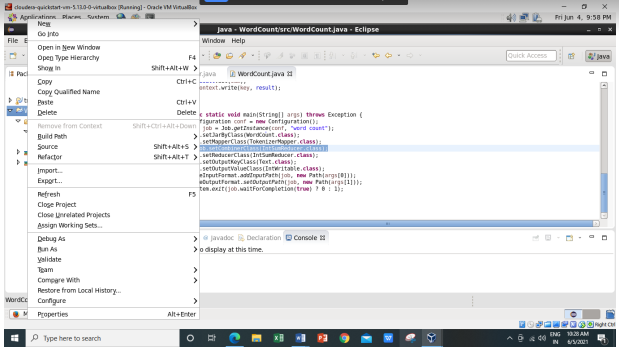 cloudera-quickstart-vm-5.13.0-0-virtualbox [Running] - Oracle VM VirtualBox
Applications Places System
Fri Jun 4, 9:58 PM
Java - WordCount/src/WordCount.java - Eclipse
File E
Window Help
Quick Access
Java
Pac
r.java
WordCount.java
New
Go Into
Open in New Window
Open Type Hierarchy F4
Show In Shift+Alt+W >
Copy Ctrl+C
Copy Qualified Name
Paste Ctrl+V
Delete Delete
Remove from Context Shift+Ctrl+Alt+Down
Build Path >
Source Shift+Alt+S >
Refactor Shift+Alt+T >
Import...
Export...
Refresh F5
Close Project
Close Unrelated Projects
Assign Working Sets...
Debug As >
Run As >
Validate
Team >
Compare With >
Restore from Local History...
Configure >
Properties Alt+Enter
ontext.write(key, result);
c static void main(String[] args) throws Exception {
figuration conf = new Configuration();
job = Job.getInstance(conf, "word count");
.setJarByClass(WordCount.class);
.setMapperClass(TokenizerMapper.class);
ob.setCombinerClass(IntSumReducer.class);
.setReducerClass(IntSumReducer.class);
.setOutputKeyClass(Text.class);
.setOutputValueClass(IntWritable.class);
eInputFormat.addInputPath(job, new Path(args[0]));
eOutputFormat.setOutputPath(job, new Path(args[1]));
tem.exit(job.waitForCompletion(true) ? 0 : 1);
Javadoc Declaration Console
o display at this time.
WordCo
Right Ctrl
Type here to search
ENG
IN
10:28 AM
6/5/2021